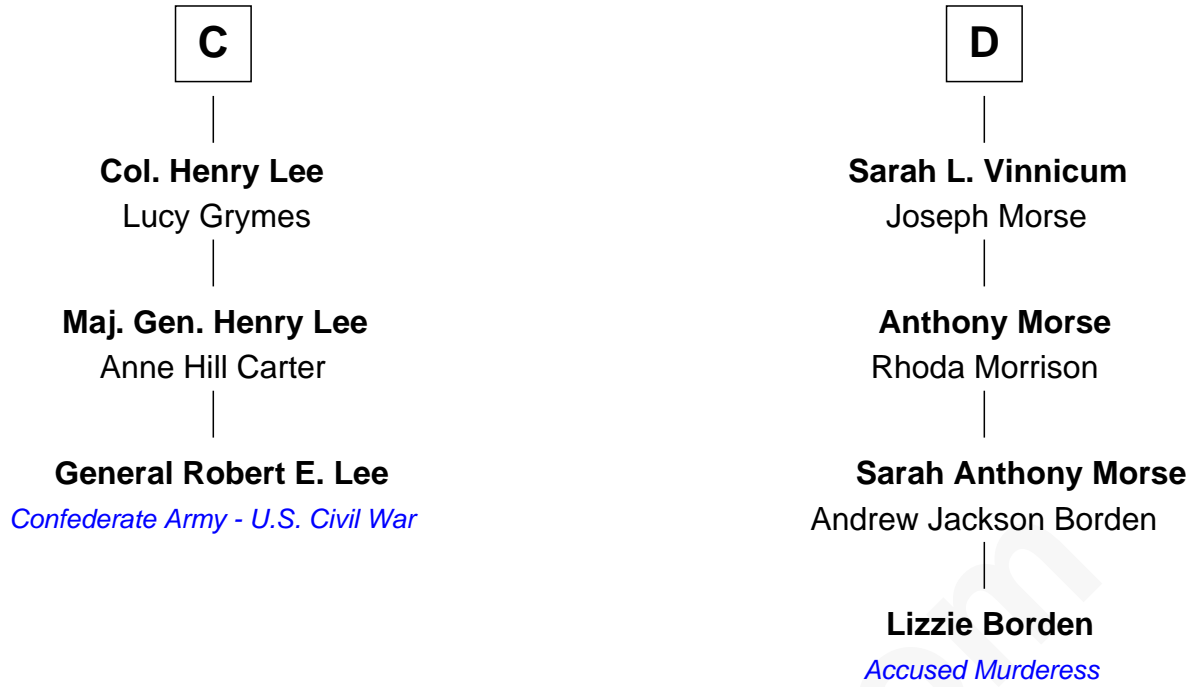 C
Col. Henry Lee
Lucy Grymes
Maj. Gen. Henry Lee
Anne Hill Carter
General Robert E. Lee
Confederate Army - U.S. Civil War
D
Sarah L. Vinnicum
Joseph Morse
Anthony Morse
Rhoda Morrison
Sarah Anthony Morse
Andrew Jackson Borden
Lizzie Borden
Accused Murderess